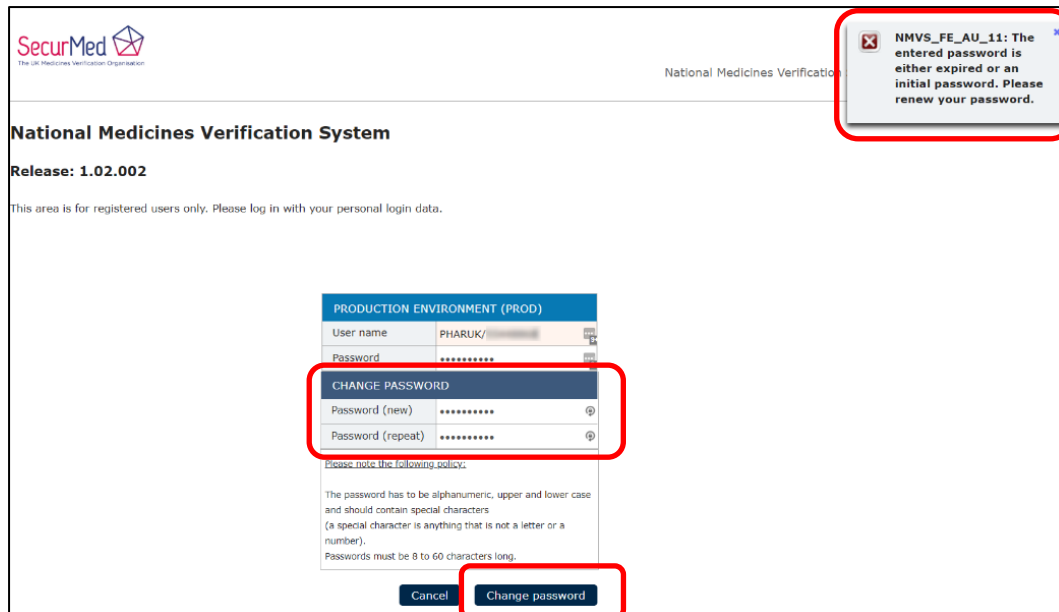 SecurMed
The UK Medicines Verification Organisation
National Medicines Verification
NMVS_FE_AU_11: The
entered password is
either expired or an
initial password. Please
renew your password.
National Medicines Verification System
Release: 1.02.002
This area is for registered users only. Please log in with your personal login data.
PRODUCTION ENVIRONMENT (PROD)
User name PHARUK/
Password ••••••••••
CHANGE PASSWORD
Password (new) ••••••••••
Password (repeat) ••••••••••
Please note the following policy:
The password has to be alphanumeric, upper and lower case
and should contain special characters
(a special character is anything that is not a letter or a
number).
Passwords must be 8 to 60 characters long.
Cancel Change password